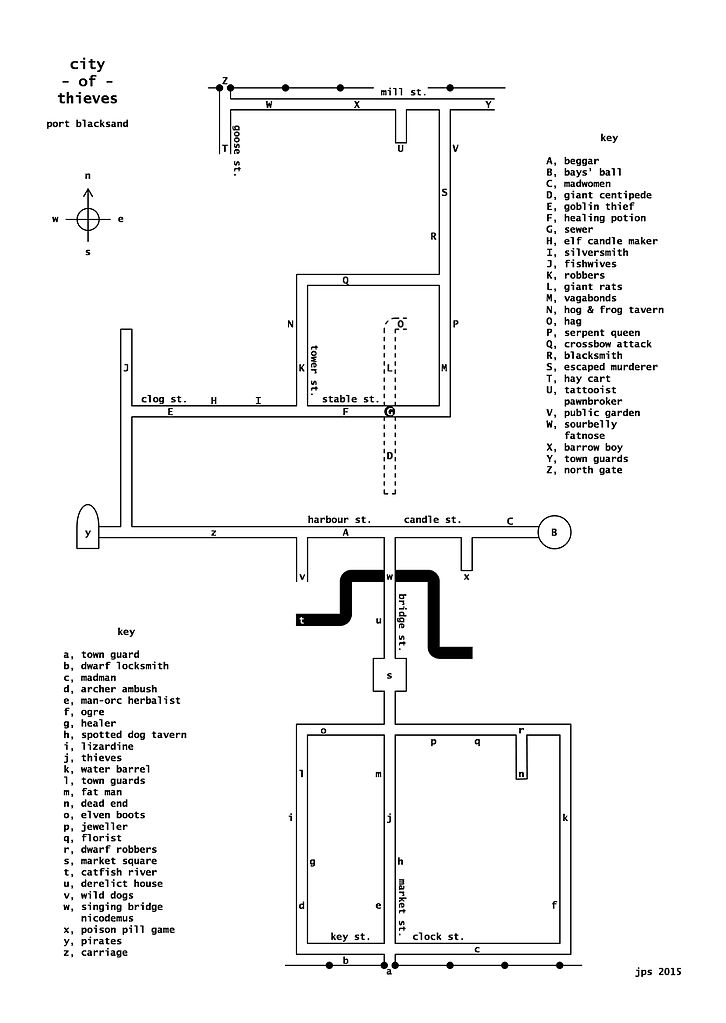 city
- of -
thieves
port blacksand
n
w e
s
Z
mill st.
W X Y
goose st.
T U V
S
R
Q
N O P
tower st.
J K L M
clog st. H I stable st.
E F G
D
harbour st. candle st. C
y z A B
v w x
bridge st.
t u
s
o r
p q
l m n
i j k
g h
market st.
d e f
key st. clock st.
c
b
a
key
A, beggar
B, bays' ball
C, madwomen
D, giant centipede
E, goblin thief
F, healing potion
G, sewer
H, elf candle maker
I, silversmith
J, fishwives
K, robbers
L, giant rats
M, vagabonds
N, hog & frog tavern
O, hag
P, serpent queen
Q, crossbow attack
R, blacksmith
S, escaped murderer
T, hay cart
U, tattooist
pawnbroker
V, public garden
W, sourbelly
fatnose
X, barrow boy
Y, town guards
Z, north gate
key
a, town guard
b, dwarf locksmith
c, madman
d, archer ambush
e, man-orc herbalist
f, ogre
g, healer
h, spotted dog tavern
i, lizardine
j, thieves
k, water barrel
l, town guards
m, fat man
n, dead end
o, elven boots
p, jeweller
q, florist
r, dwarf robbers
s, market square
t, catfish river
u, derelict house
v, wild dogs
w, singing bridge
nicodemus
x, poison pill game
y, pirates
z, carriage
jps 2015